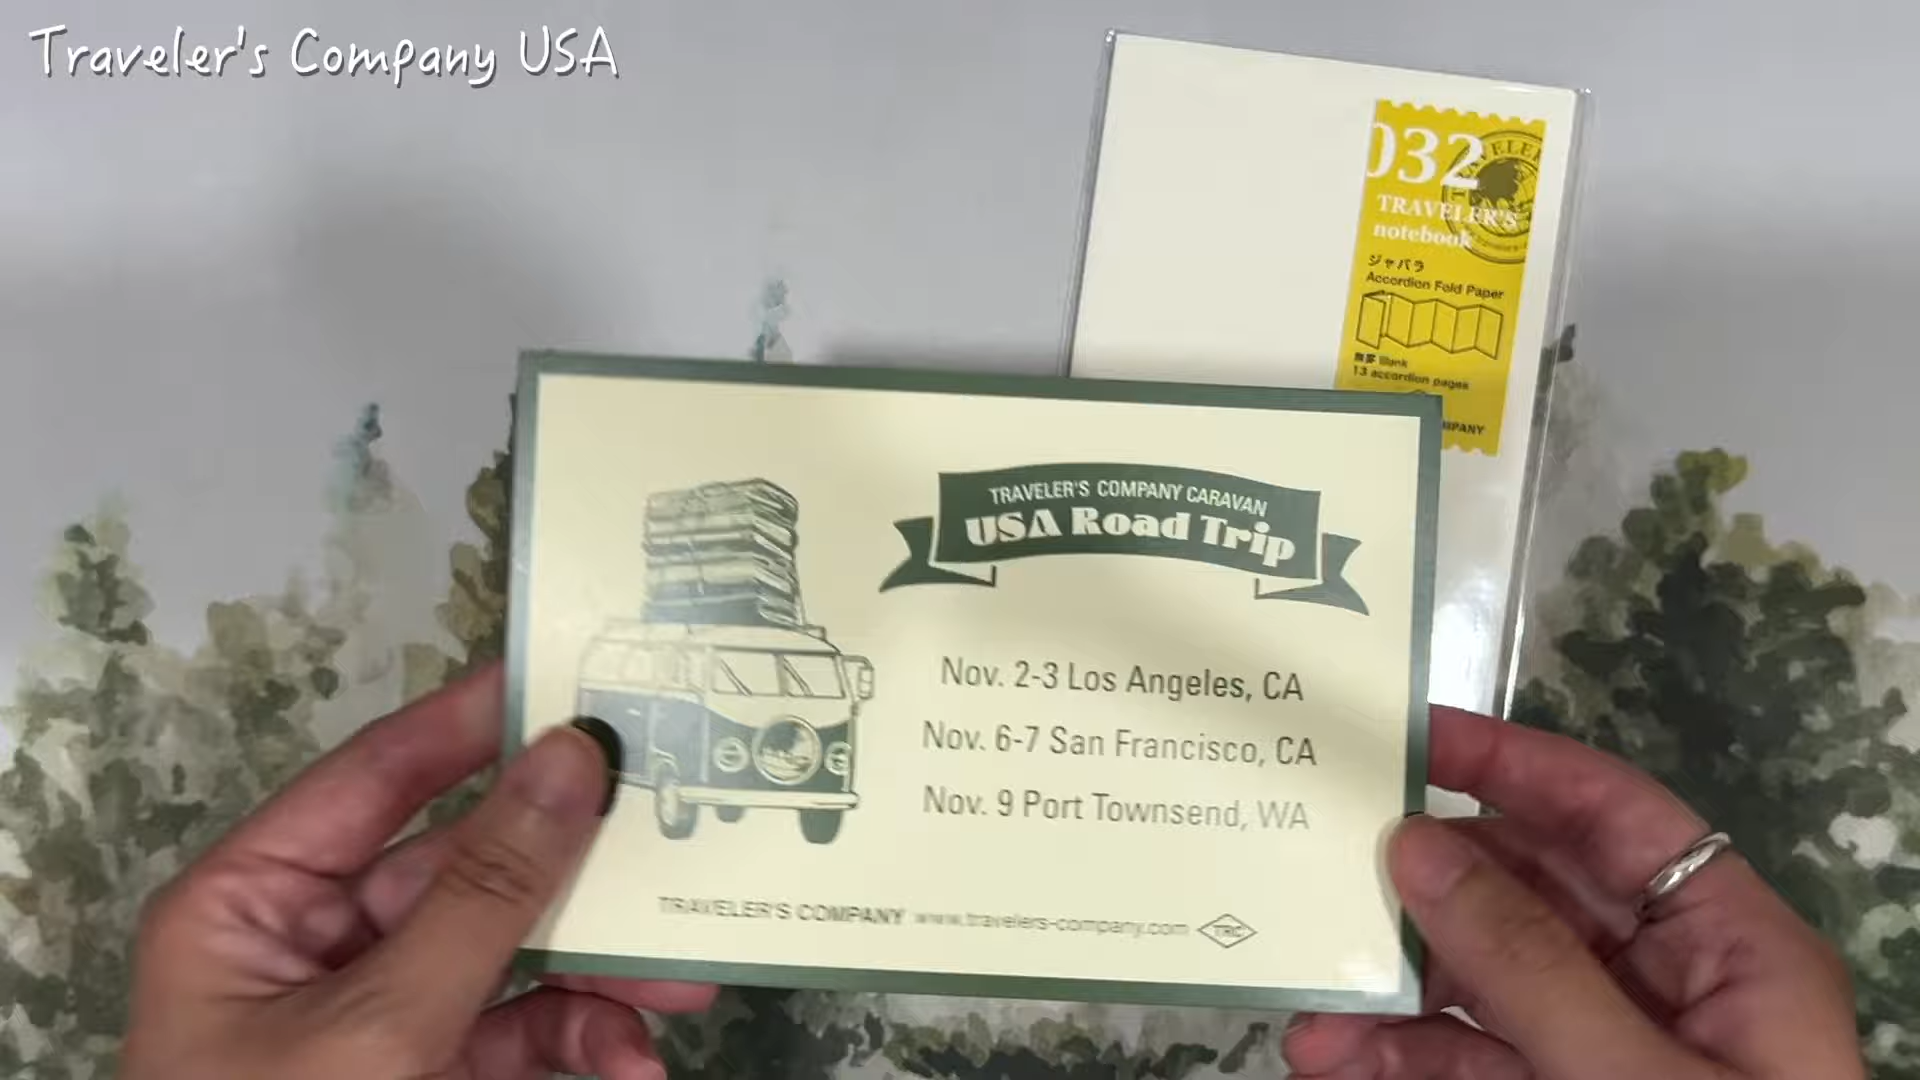 Traveler's Company USA
032
TRAVELER'S
notebook
ジャバラ
Accordion Fold Paper
無罫 Blank
13 accordion pages
TRAVELER'S COMPANY CARAVAN
USA Road Trip
Nov. 2-3 Los Angeles, CA
Nov. 6-7 San Francisco, CA
Nov. 9 Port Townsend, WA
TRAVELER'S COMPANY www.travelers-company.com TRC